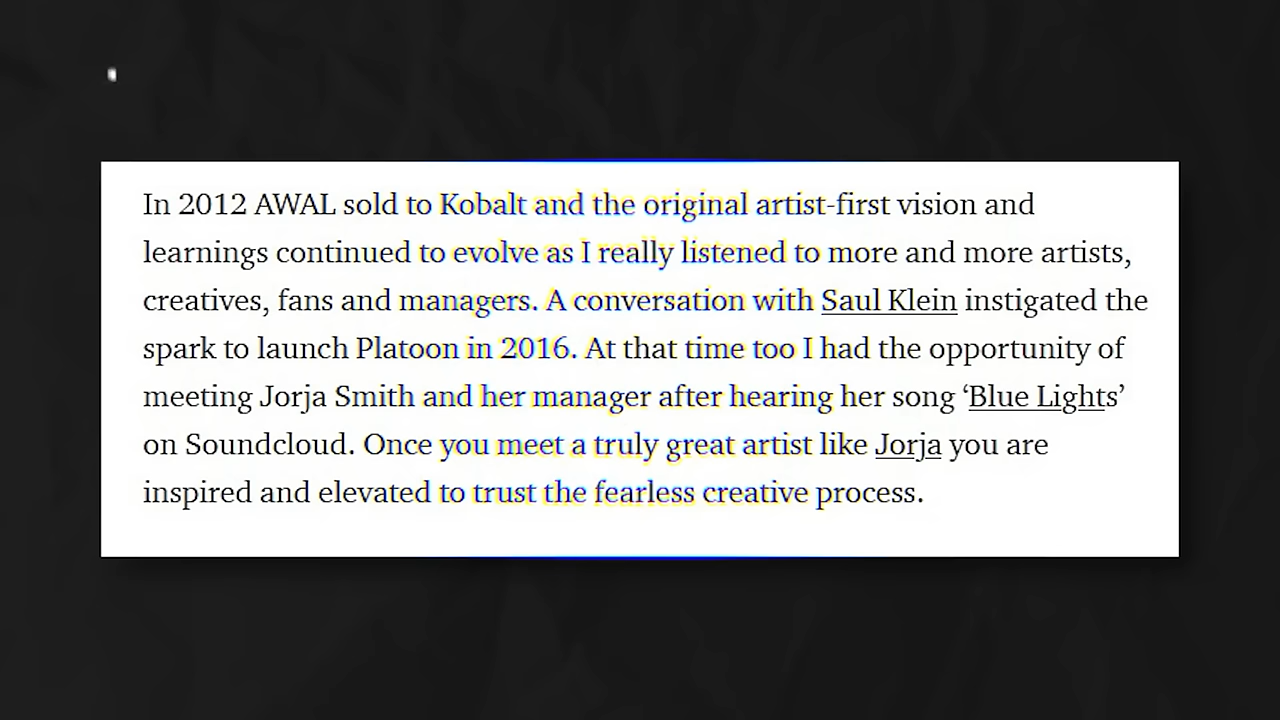 In 2012 AWAL sold to Kobalt and the original artist-first vision and
learnings continued to evolve as I really listened to more and more artists,
creatives, fans and managers. A conversation with Saul Klein instigated the
spark to launch Platoon in 2016. At that time too I had the opportunity of
meeting Jorja Smith and her manager after hearing her song ‘Blue Lights’
on Soundcloud. Once you meet a truly great artist like Jorja you are
inspired and elevated to trust the fearless creative process.